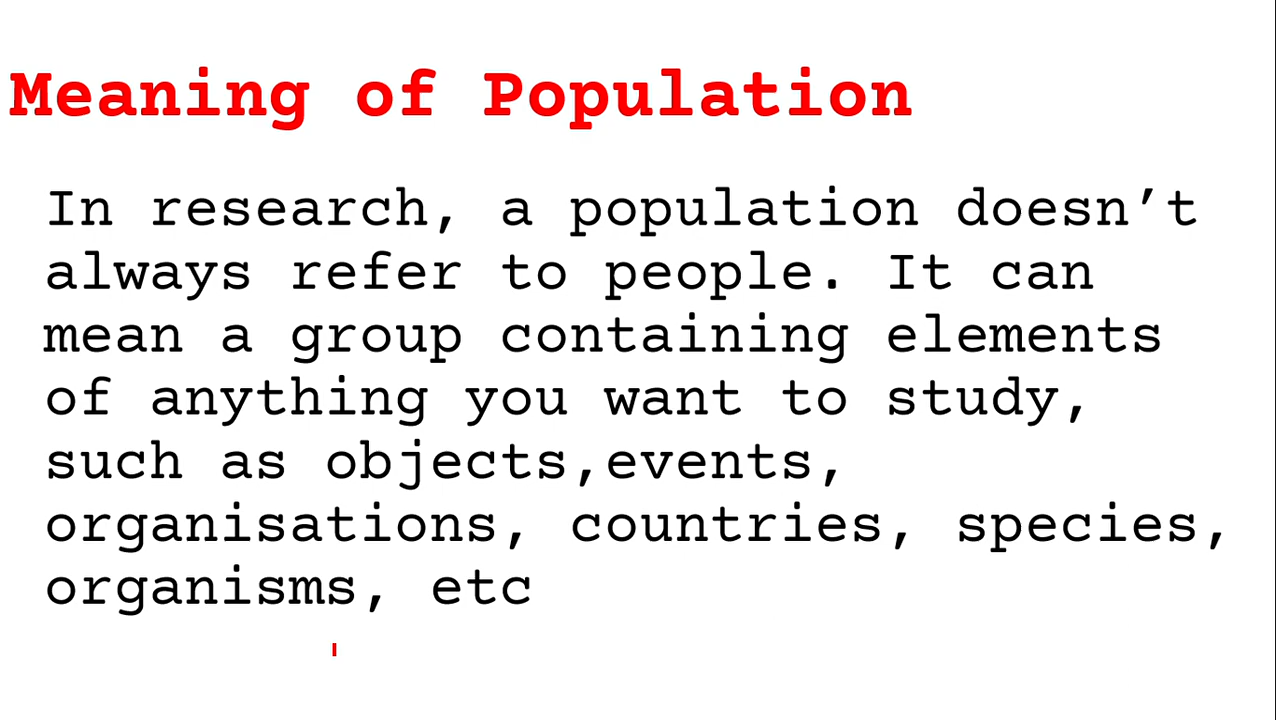 Meaning of Population
In research, a population doesn’t
always refer to people. It can
mean a group containing elements
of anything you want to study,
such as objects,events,
organisations, countries, species,
organisms, etc